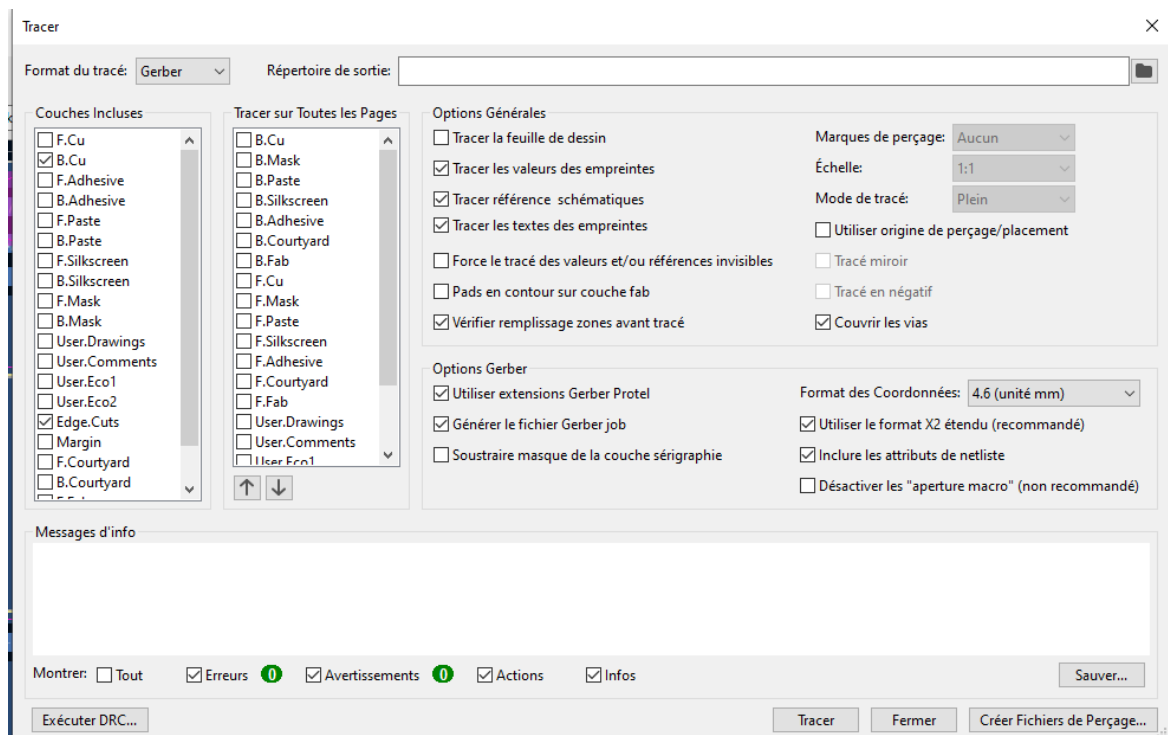 Tracer
Format du tracé: Gerber Répertoire de sortie:
Couches Incluses
F.Cu
B.Cu
F.Adhesive
B.Adhesive
F.Paste
B.Paste
F.Silkscreen
B.Silkscreen
F.Mask
B.Mask
User.Drawings
User.Comments
User.Eco1
User.Eco2
Edge.Cuts
Margin
F.Courtyard
B.Courtyard
Tracer sur Toutes les Pages
B.Cu
B.Mask
B.Paste
B.Silkscreen
B.Adhesive
B.Courtyard
B.Fab
F.Cu
F.Mask
F.Paste
F.Silkscreen
F.Adhesive
F.Courtyard
F.Fab
User.Drawings
User.Comments
User.Eco1
Options Générales
Tracer la feuille de dessin
Tracer les valeurs des empreintes
Tracer référence schématiques
Tracer les textes des empreintes
Force le tracé des valeurs et/ou références invisibles
Pads en contour sur couche fab
Vérifier remplissage zones avant tracé
Marques de perçage: Aucun
Échelle: 1:1
Mode de tracé: Plein
Utiliser origine de perçage/placement
Tracé miroir
Tracé en négatif
Couvrir les vias
Options Gerber
Utiliser extensions Gerber Protel
Générer le fichier Gerber job
Soustraire masque de la couche sérigraphie
Format des Coordonnées: 4.6 (unité mm)
Utiliser le format X2 étendu (recommandé)
Inclure les attributs de netliste
Désactiver les "aperture macro" (non recommandé)
Messages d'info
Montrer: Tout Erreurs 0 Avertissements 0 Actions Infos Sauver...
Exécuter DRC... Tracer Fermer Créer Fichiers de Perçage...